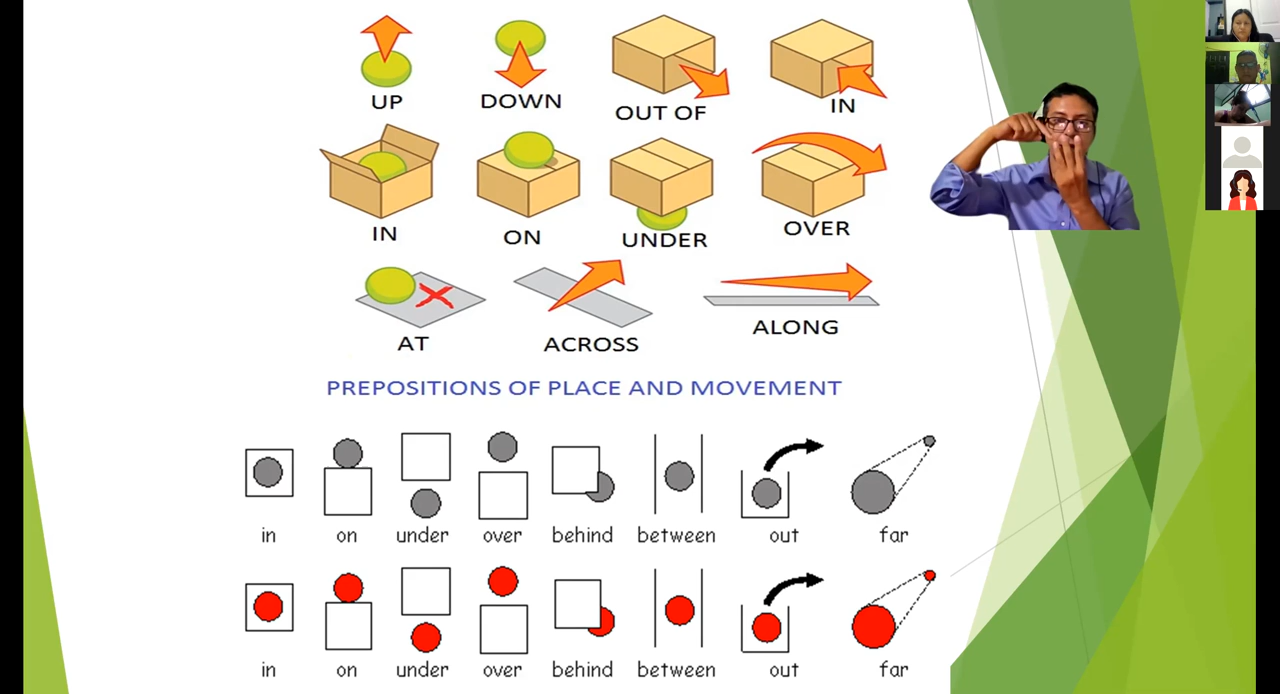 UP DOWN OUT OF IN
IN ON UNDER OVER
AT ACROSS ALONG
PREPOSITIONS OF PLACE AND MOVEMENT
in on under over behind between out far
in on under over behind between out far